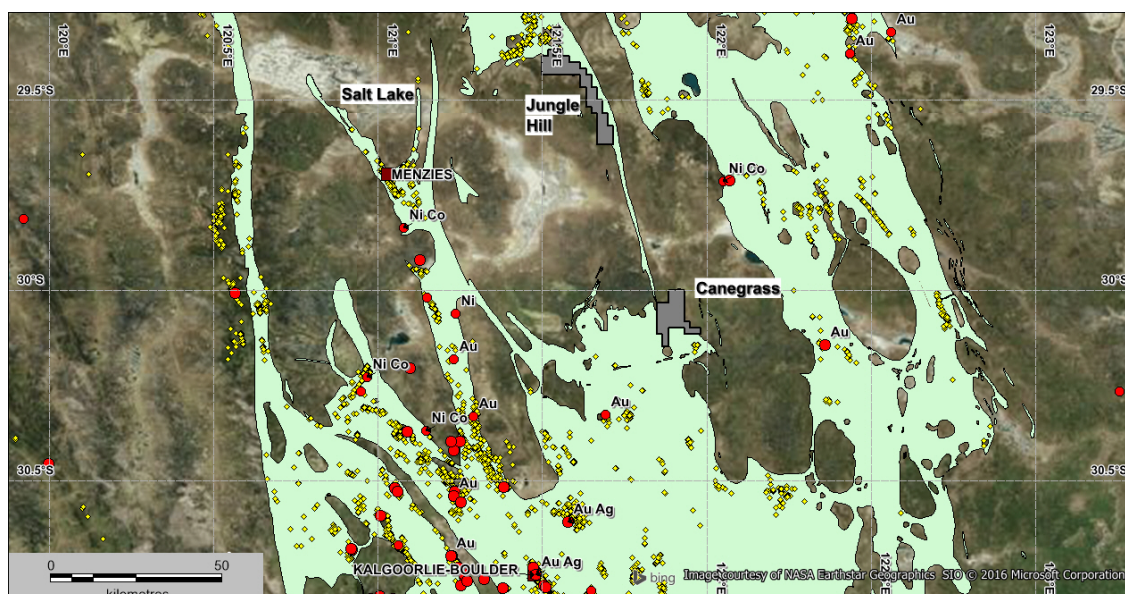 120°E
120.5°E
121°E
121.5°E
122°E
123°E
Au
Au
29.5°S
29.5°S
Salt Lake
Jungle
Hill
MENZIES
Ni Co
Ni Co
30°S
30°S
Canegrass
Ni
Au
Au
Ni Co
Au
Au
Ni Co
30.5°S
30.5°S
Au
Au Ag
Au
Au Ag
KALGOORLIE-BOULDER
0
50
kilometres
bing
Image courtesy of NASA Earthstar Geographics SIO © 2016 Microsoft Corporation